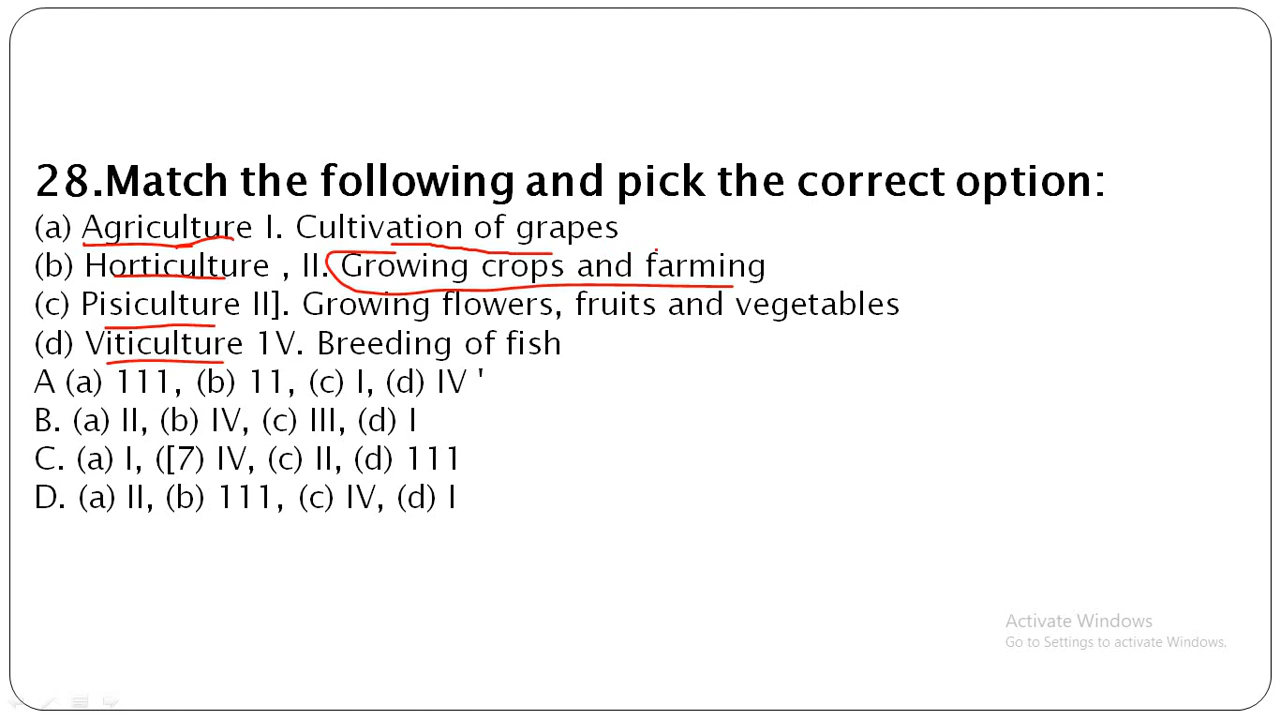 28.Match the following and pick the correct option:
(a) Agriculture I. Cultivation of grapes
(b) Horticulture , II. Growing crops and farming
(c) Pisiculture II]. Growing flowers, fruits and vegetables
(d) Viticulture 1V. Breeding of fish
A (a) 111, (b) 11, (c) I, (d) IV '
B. (a) II, (b) IV, (c) III, (d) I
C. (a) I, ([7) IV, (c) II, (d) 111
D. (a) II, (b) 111, (c) IV, (d) I
Activate Windows
Go to Settings to activate Windows.